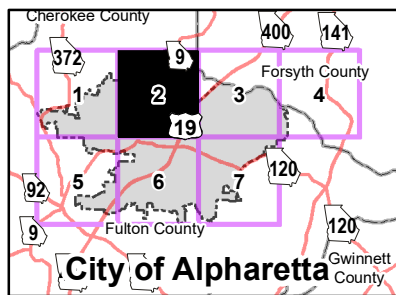 Cherokee County
9
400
141
372
Forsyth County
1
2
3
4
19
5
6
7
120
92
9
Fulton County
120
Gwinnett
County
City of Alpharetta